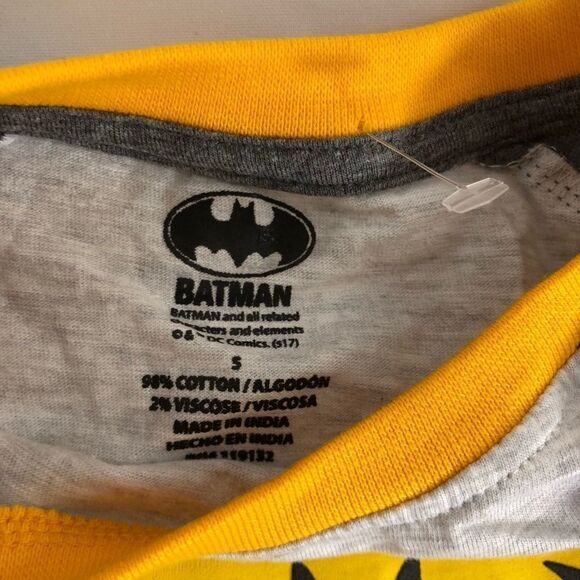 BATMAN
BATMAN and all related
characters and elements
© & ™ DC Comics. (s17)
S
98% COTTON / ALGODÓN
2% VISCOSE / VISCOSA
MADE IN INDIA
HECHO EN INDIA
119132